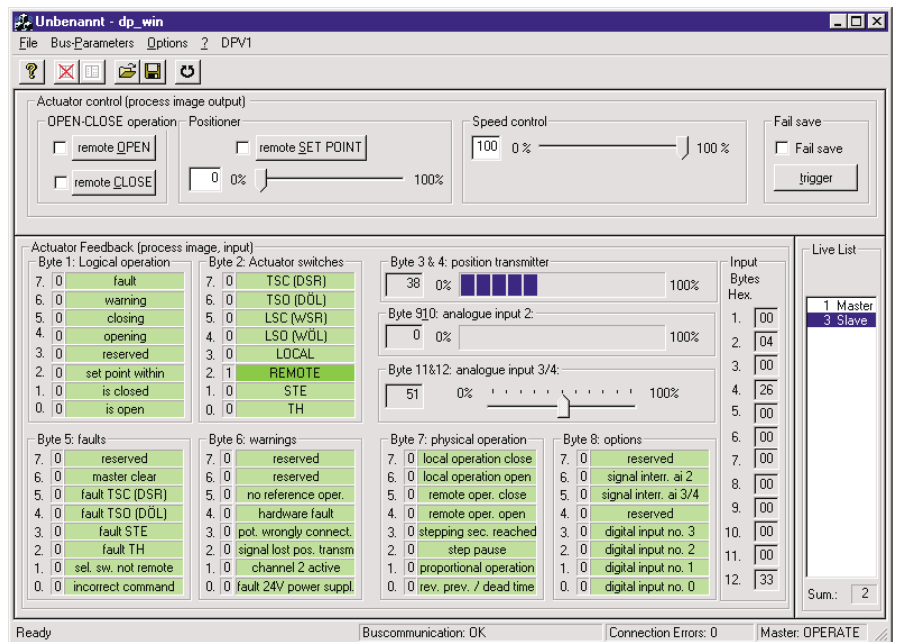 Unbenannt - dp_win
File Bus-Parameters Options ? DPV1
Actuator control (process image output)
OPEN-CLOSE operation
remote OPEN
remote CLOSE
Positioner
remote SET POINT
0 0% 100%
Speed control
100 0 % 100 %
Fail save
Fail save
trigger
Actuator Feedback (process image, input)
Byte 1: Logical operation
7. 0 fault
6. 0 warning
5. 0 closing
4. 0 opening
3. 0 reserved
2. 0 set point within
1. 0 is closed
0. 0 is open
Byte 2: Actuator switches
7. 0 TSC (DSR)
6. 0 TSO (DÖL)
5. 0 LSC (WSR)
4. 0 LSO (WÖL)
3. 0 LOCAL
2. 1 REMOTE
1. 0 STE
0. 0 TH
Byte 3 & 4: position transmitter
38 0% 100%
Byte 910: analogue input 2:
0 0% 100%
Byte 11&12: analogue input 3/4:
51 0% 100%
Byte 5: faults
7. 0 reserved
6. 0 master clear
5. 0 fault TSC (DSR)
4. 0 fault TSO (DÖL)
3. 0 fault STE
2. 0 fault TH
1. 0 sel. sw. not remote
0. 0 incorrect command
Byte 6: warnings
7. 0 reserved
6. 0 reserved
5. 0 no reference oper.
4. 0 hardware fault
3. 0 pot. wrongly connect.
2. 0 signal lost pos. transm
1. 0 channel 2 active
0. 0 fault 24V power suppl.
Byte 7: physical operation
7. 0 local operation close
6. 0 local operation open
5. 0 remote oper. close
4. 0 remote oper. open
3. 0 stepping sec. reached
2. 0 step pause
1. 0 proportional operation
0. 0 rev. prev. / dead time
Byte 8: options
7. 0 reserved
6. 0 signal interr. ai 2
5. 0 signal interr. ai 3/4
4. 0 reserved
3. 0 digital input no. 3
2. 0 digital input no. 2
1. 0 digital input no. 1
0. 0 digital input no. 0
Input
Bytes
Hex.
1. 00
2. 04
3. 00
4. 26
5. 00
6. 00
7. 00
8. 00
9. 00
10. 00
11. 00
12. 33
Live List
1 Master
3 Slave
Sum.: 2
Ready
Buscommunication: OK
Connection Errors: 0
Master: OPERATE